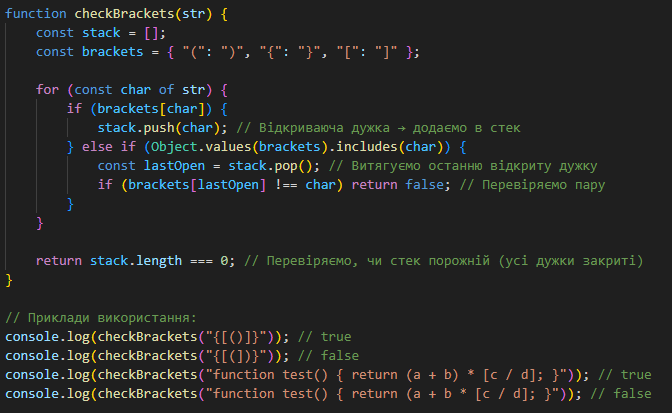 function checkBrackets(str) {
    const stack = [];
    const brackets = { "(": ")", "{": "}", "[": "]" };

    for (const char of str) {
        if (brackets[char]) {
            stack.push(char); // Відкриваюча дужка → додаємо в стек
        } else if (Object.values(brackets).includes(char)) {
            const lastOpen = stack.pop(); // Витягуємо останню відкриту дужку
            if (brackets[lastOpen] !== char) return false; // Перевіряємо пару
        }
    }

    return stack.length === 0; // Перевіряємо, чи стек порожній (усі дужки закриті)
}

// Приклади використання:
console.log(checkBrackets("{[()]}")); // true
console.log(checkBrackets("{[(])}")); // false
console.log(checkBrackets("function test() { return (a + b) * [c / d]; }")); // true
console.log(checkBrackets("function test() { return (a + b * [c / d]; }")); // false